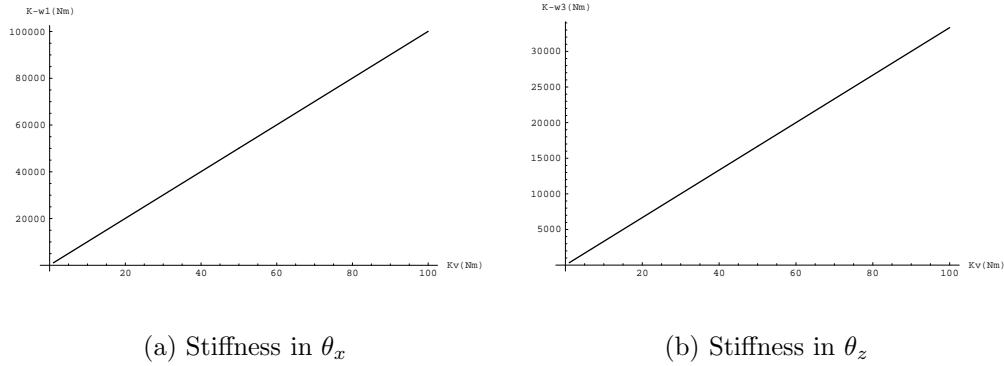 K-w1(Nm)
100000
80000
60000
40000
20000
20 40 60 80 100 Kv(Nm)
(a) Stiffness in θx
K-w3(Nm)
30000
25000
20000
15000
10000
5000
20 40 60 80 100 Kv(Nm)
(b) Stiffness in θz